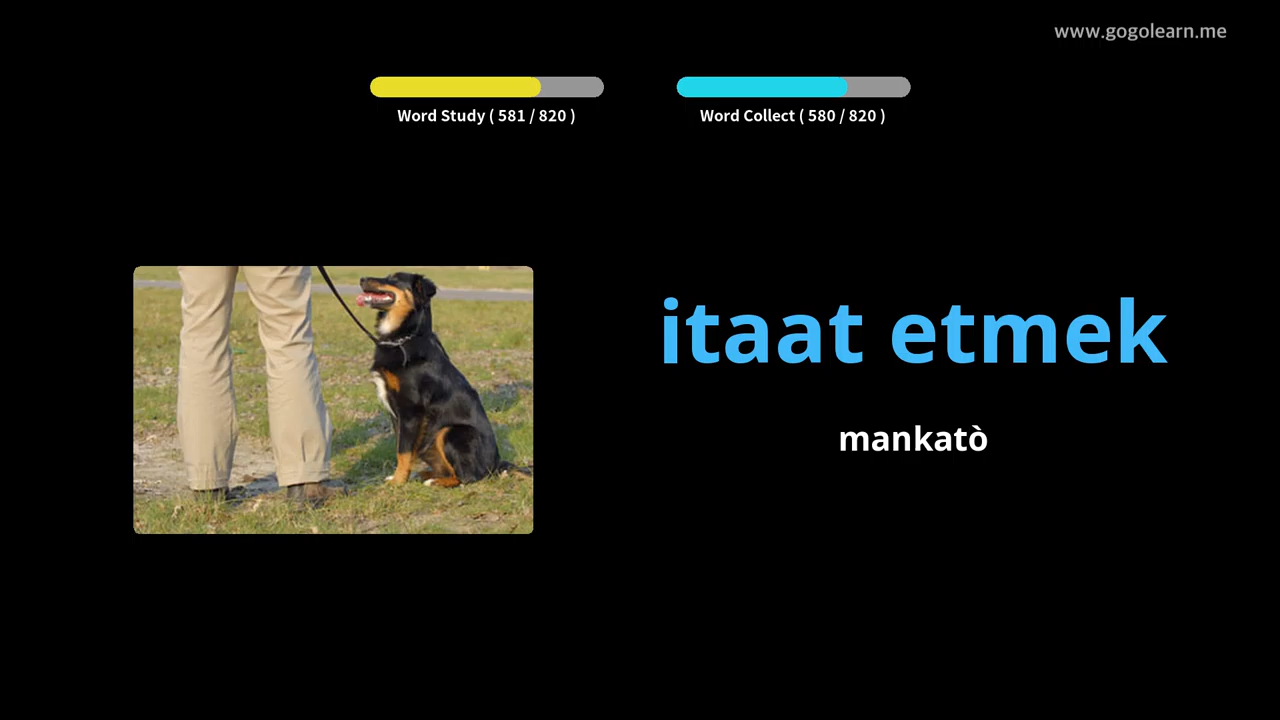 www.gogolearn.me
Word Study ( 581 / 820 )
Word Collect ( 580 / 820 )
itaat etmek
mankatò